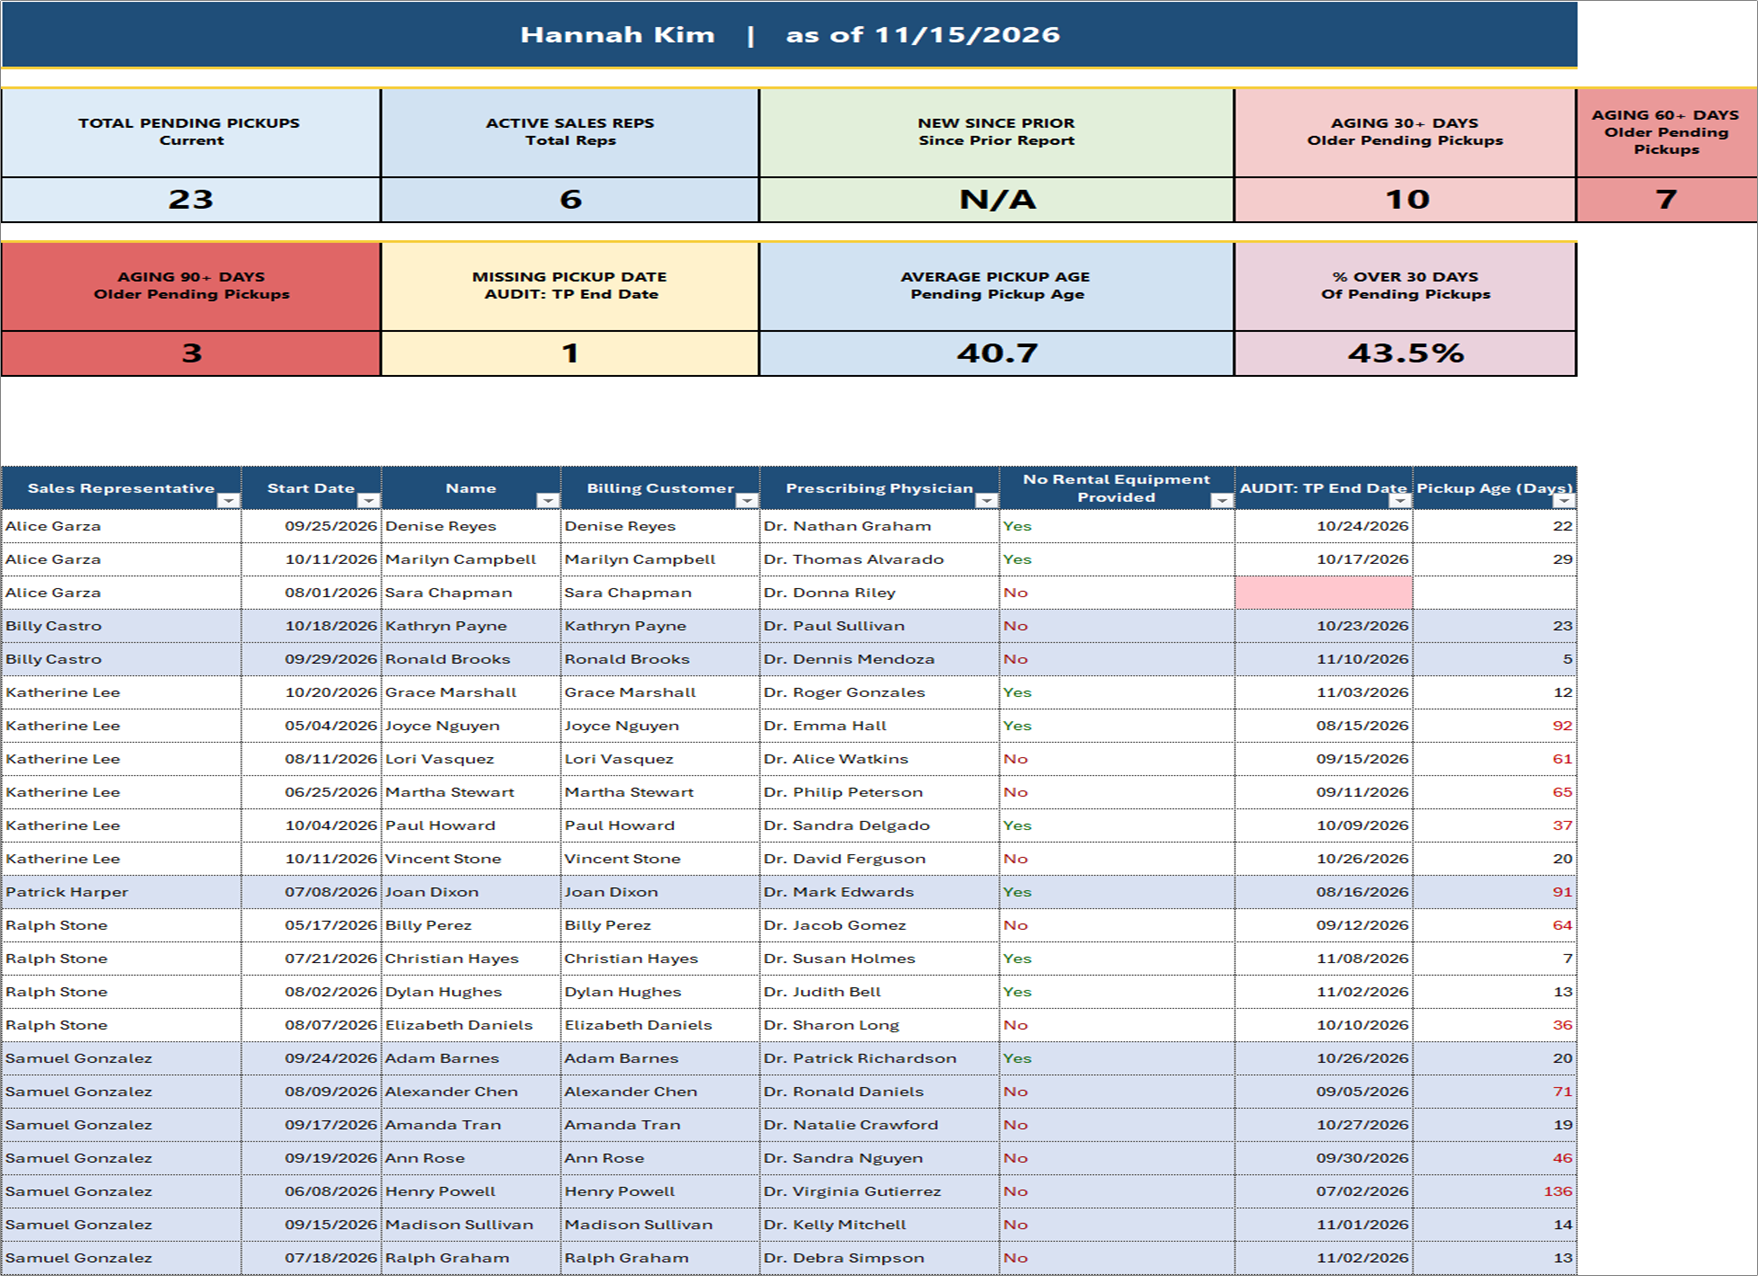 Hannah Kim | as of 11/15/2026
TOTAL PENDING PICKUPS
Current
23
ACTIVE SALES REPS
Total Reps
6
NEW SINCE PRIOR
Since Prior Report
N/A
AGING 30+ DAYS
Older Pending Pickups
10
AGING 60+ DAYS
Older Pending
Pickups
7
AGING 90+ DAYS
Older Pending Pickups
3
MISSING PICKUP DATE
AUDIT: TP End Date
1
AVERAGE PICKUP AGE
Pending Pickup Age
40.7
% OVER 30 DAYS
Of Pending Pickups
43.5%
Sales Representative Start Date Name Billing Customer Prescribing Physician No Rental Equipment Provided AUDIT: TP End Date Pickup Age (Days)
Alice Garza 09/25/2026 Denise Reyes Denise Reyes Dr. Nathan Graham Yes 10/24/2026 22
Alice Garza 10/11/2026 Marilyn Campbell Marilyn Campbell Dr. Thomas Alvarado Yes 10/17/2026 29
Alice Garza 08/01/2026 Sara Chapman Sara Chapman Dr. Donna Riley No
Billy Castro 10/18/2026 Kathryn Payne Kathryn Payne Dr. Paul Sullivan No 10/23/2026 23
Billy Castro 09/29/2026 Ronald Brooks Ronald Brooks Dr. Dennis Mendoza No 11/10/2026 5
Katherine Lee 10/20/2026 Grace Marshall Grace Marshall Dr. Roger Gonzales Yes 11/03/2026 12
Katherine Lee 05/04/2026 Joyce Nguyen Joyce Nguyen Dr. Emma Hall Yes 08/15/2026 92
Katherine Lee 08/11/2026 Lori Vasquez Lori Vasquez Dr. Alice Watkins No 09/15/2026 61
Katherine Lee 06/25/2026 Martha Stewart Martha Stewart Dr. Philip Peterson No 09/11/2026 65
Katherine Lee 10/04/2026 Paul Howard Paul Howard Dr. Sandra Delgado Yes 10/09/2026 37
Katherine Lee 10/11/2026 Vincent Stone Vincent Stone Dr. David Ferguson No 10/26/2026 20
Patrick Harper 07/08/2026 Joan Dixon Joan Dixon Dr. Mark Edwards Yes 08/16/2026 91
Ralph Stone 05/17/2026 Billy Perez Billy Perez Dr. Jacob Gomez No 09/12/2026 64
Ralph Stone 07/21/2026 Christian Hayes Christian Hayes Dr. Susan Holmes Yes 11/08/2026 7
Ralph Stone 08/02/2026 Dylan Hughes Dylan Hughes Dr. Judith Bell Yes 11/02/2026 13
Ralph Stone 08/07/2026 Elizabeth Daniels Elizabeth Daniels Dr. Sharon Long No 10/10/2026 36
Samuel Gonzalez 09/24/2026 Adam Barnes Adam Barnes Dr. Patrick Richardson Yes 10/26/2026 20
Samuel Gonzalez 08/09/2026 Alexander Chen Alexander Chen Dr. Ronald Daniels No 09/05/2026 71
Samuel Gonzalez 09/17/2026 Amanda Tran Amanda Tran Dr. Natalie Crawford No 10/27/2026 19
Samuel Gonzalez 09/19/2026 Ann Rose Ann Rose Dr. Sandra Nguyen No 09/30/2026 46
Samuel Gonzalez 06/08/2026 Henry Powell Henry Powell Dr. Virginia Gutierrez No 07/02/2026 136
Samuel Gonzalez 09/15/2026 Madison Sullivan Madison Sullivan Dr. Kelly Mitchell No 11/01/2026 14
Samuel Gonzalez 07/18/2026 Ralph Graham Ralph Graham Dr. Debra Simpson No 11/02/2026 13